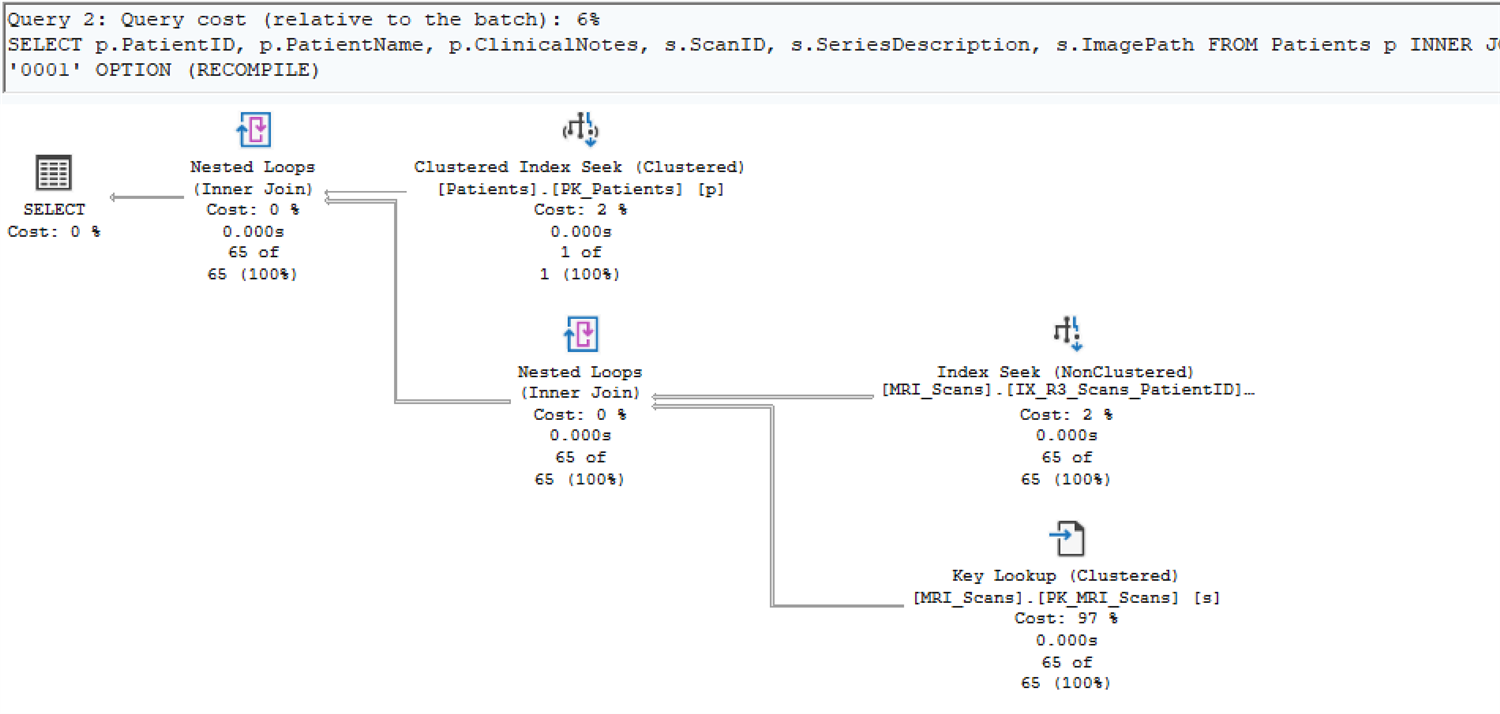 Query 2: Query cost (relative to the batch): 6%
SELECT p.PatientID, p.PatientName, p.ClinicalNotes, s.ScanID, s.SeriesDescription, s.ImagePath FROM Patients p INNER
'0001' OPTION (RECOMPILE)
SELECT
Cost: 0 %
Nested Loops
(Inner Join)
Cost: 0 %
0.000s
65 of
65 (100%)
Clustered Index Seek (Clustered)
[Patients].[PK_Patients] [p]
Cost: 2 %
0.000s
1 of
1 (100%)
Nested Loops
(Inner Join)
Cost: 0 %
0.000s
65 of
65 (100%)
Index Seek (NonClustered)
[MRI_Scans].[IX_R3_Scans_PatientID]…
Cost: 2 %
0.000s
65 of
65 (100%)
Key Lookup (Clustered)
[MRI_Scans].[PK_MRI_Scans] [s]
Cost: 97 %
0.000s
65 of
65 (100%)